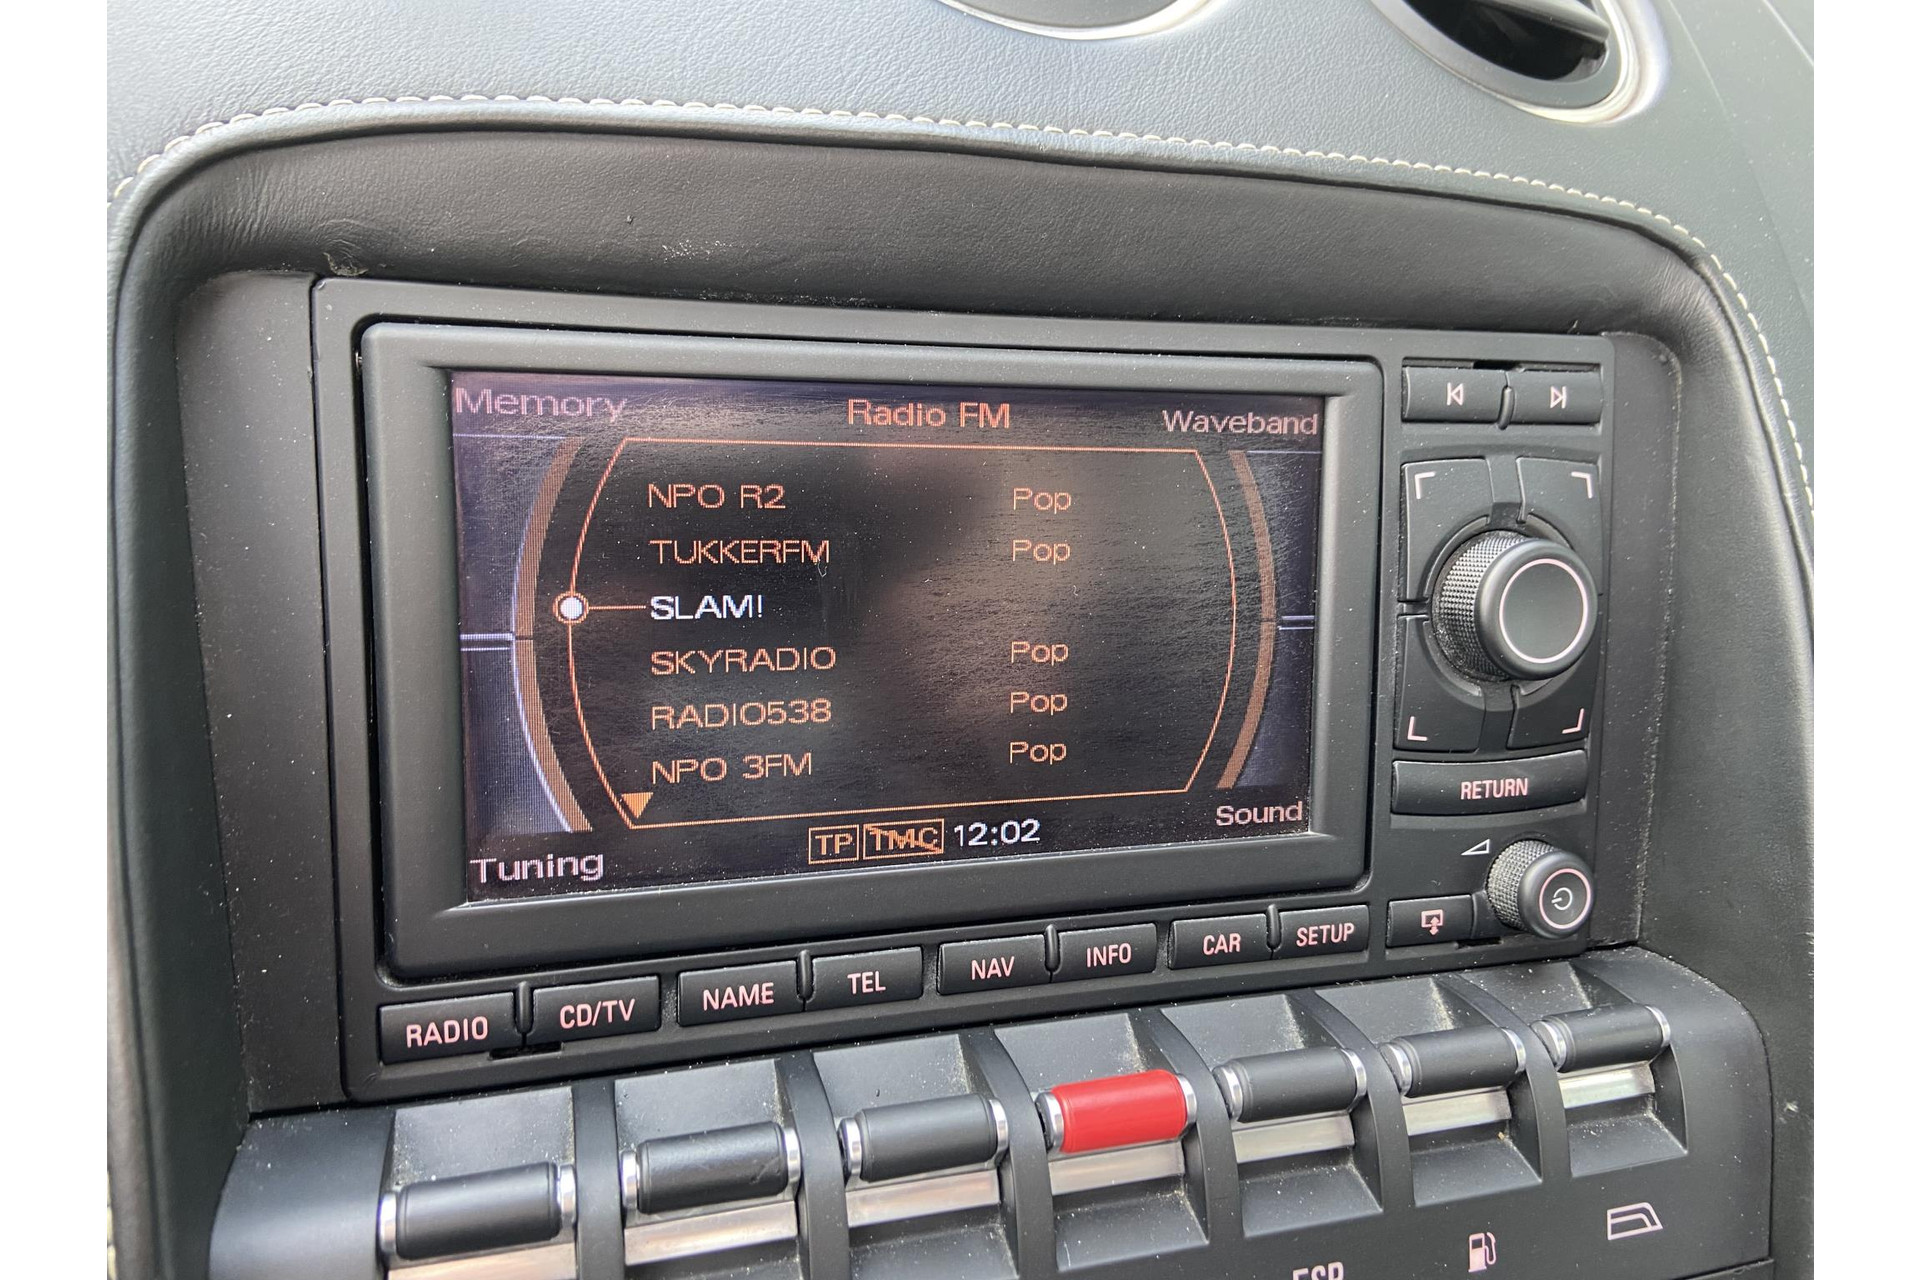 Memory Radio FM Waveband
NPO R2 Pop
TUKKERFM Pop
SLAM!
SKYRADIO Pop
RADIO538 Pop
NPO 3FM Pop
Sound
TP TMC 12:02
Tuning
RETURN
RADIO CD/TV NAME TEL NAV INFO CAR SETUP
ESP